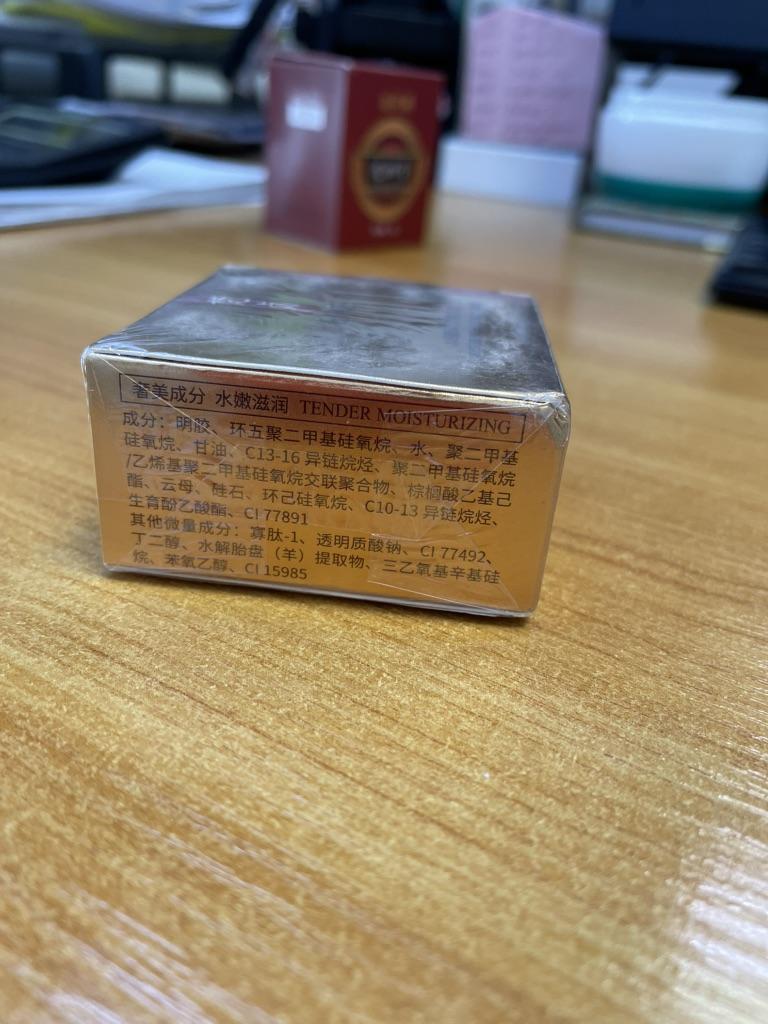 奢美成分 水嫩滋润 TENDER MOISTURIZING
成分：明胶、环五聚二甲基硅氧烷、水、聚二甲基
硅氧烷、甘油、C13-16 异链烷烃、聚二甲基硅氧烷
/乙烯基聚二甲基硅氧烷交联聚合物、棕榈酸乙基己
酯、云母、硅石、环己硅氧烷、C10-13 异链烷烃、
生育酚乙酸酯、CI 77891
其他微量成分：寡肽-1、透明质酸钠、CI 77492、
丁二醇、水解胎盘（羊）提取物、三乙氧基辛基硅
烷、苯氧乙醇、CI 15985